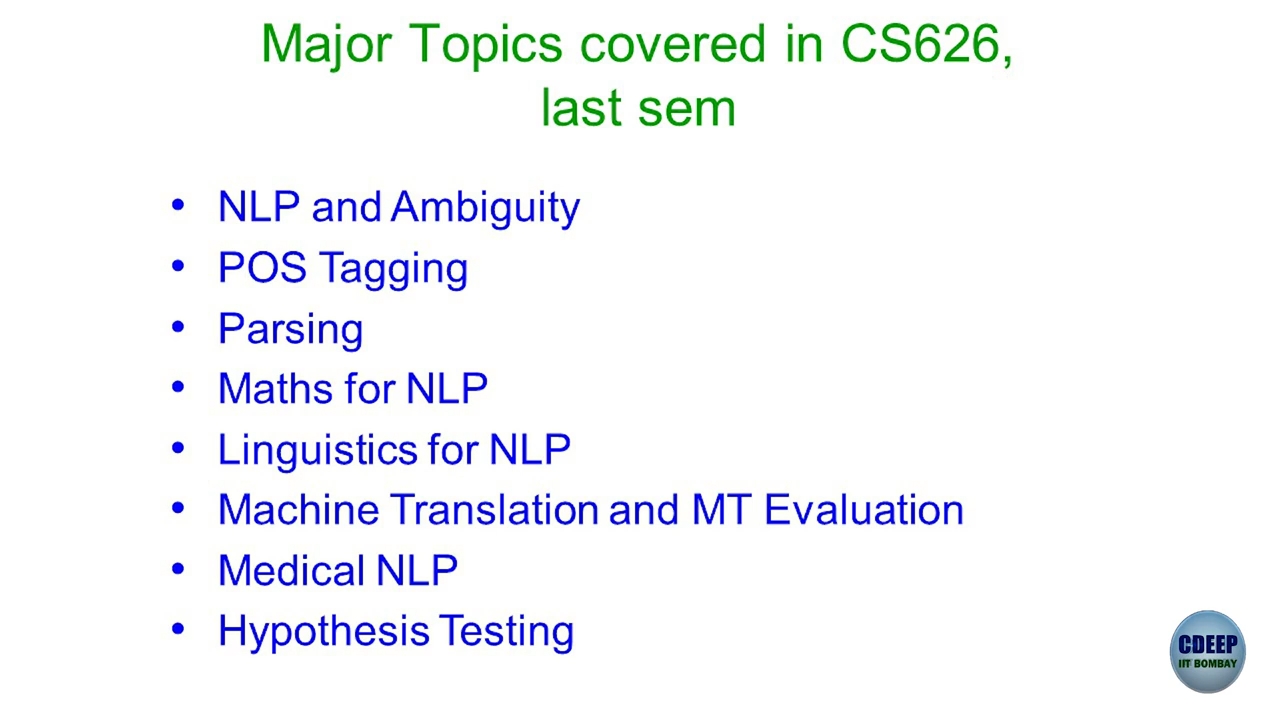 Major Topics covered in CS626,
last sem
• NLP and Ambiguity
• POS Tagging
• Parsing
• Maths for NLP
• Linguistics for NLP
• Machine Translation and MT Evaluation
• Medical NLP
• Hypothesis Testing
CDEEP
IIT BOMBAY